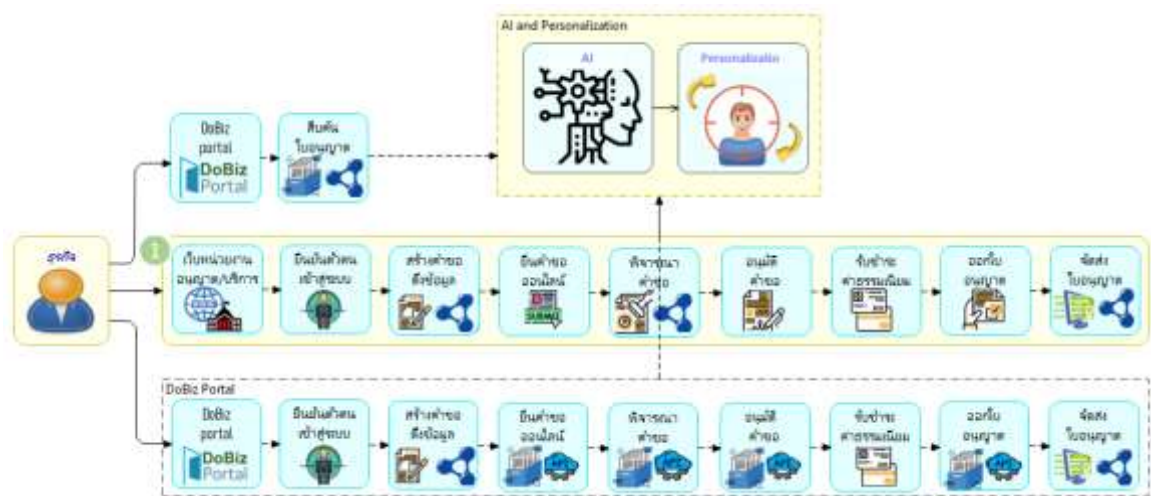 AI and Personalization
AI
Personalizatio
DoBiz
portal
DoBiz
Portal
สืบค้น
ใบอนุญาต
ธุรกิจ
1
เว็บหน่วยงาน
อนุญาต/บริการ
ยืนยันตัวตน
เข้าสู่ระบบ
สร้างคำขอ
ดึงข้อมูล
ยื่นคำขอ
ออนไลน์
SUBMIT
พิจารณา
คำขอ
อนุมัติ
คำขอ
รับชำระ
ค่าธรรมเนียม
ออกใบ
อนุญาต
จัดส่ง
ใบอนุญาต
DoBiz Portal
DoBiz
portal
DoBiz
Portal
ยืนยันตัวตน
เข้าสู่ระบบ
สร้างคำขอ
ดึงข้อมูล
ยื่นคำขอ
ออนไลน์
API
พิจารณา
คำขอ
API
อนุมัติ
คำขอ
API
รับชำระ
ค่าธรรมเนียม
ออกใบ
อนุญาต
API
จัดส่ง
ใบอนุญาต